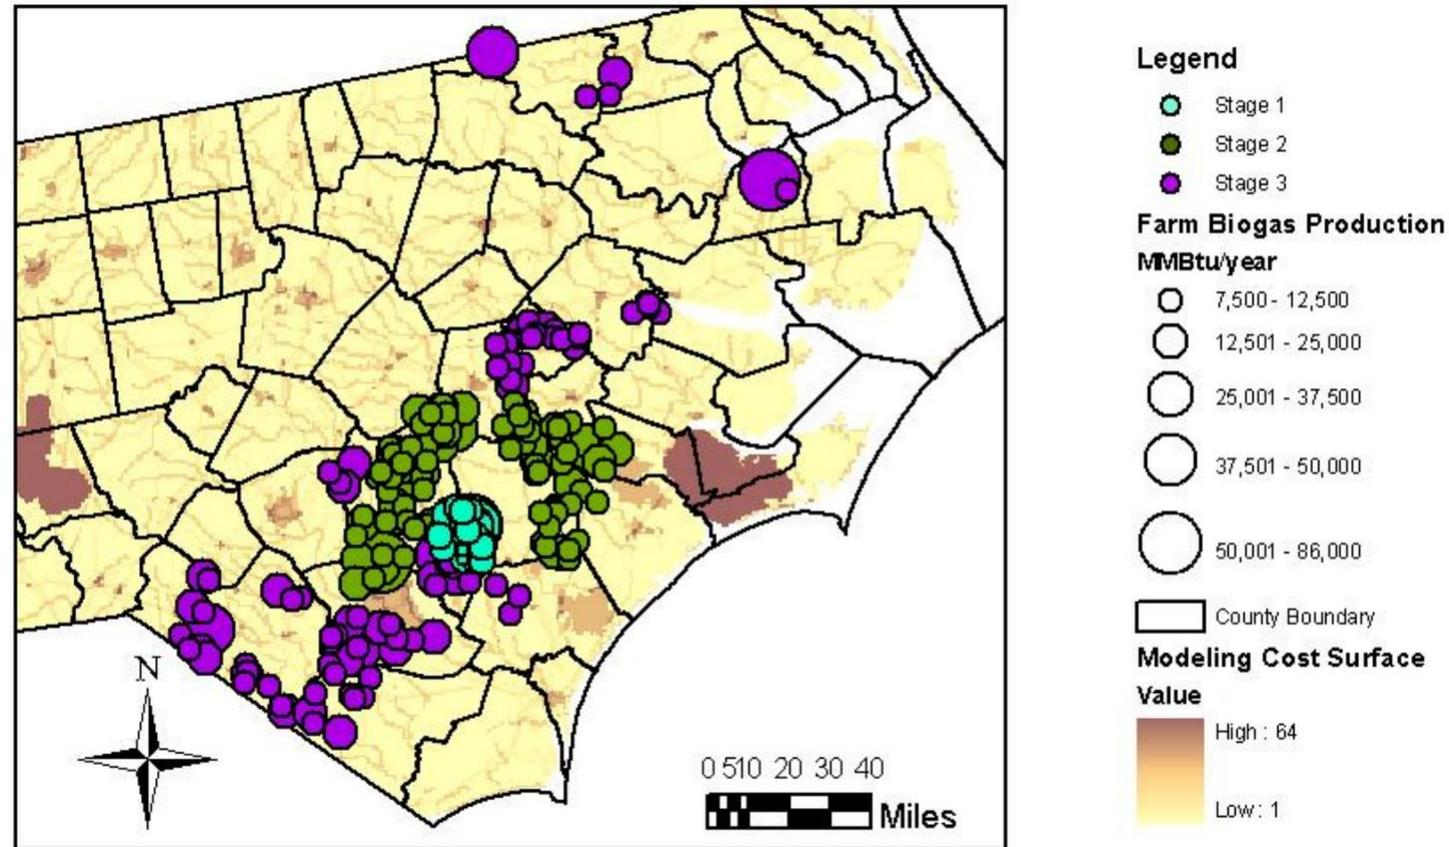 Legend
Stage 1
Stage 2
Stage 3
Farm Biogas Production
MMBtu/year
7,500 - 12,500
12,501 - 25,000
25,001 - 37,500
37,501 - 50,000
50,001 - 86,000
County Boundary
Modeling Cost Surface
Value
High : 64
Low : 1
N
0 510 20 30 40
Miles